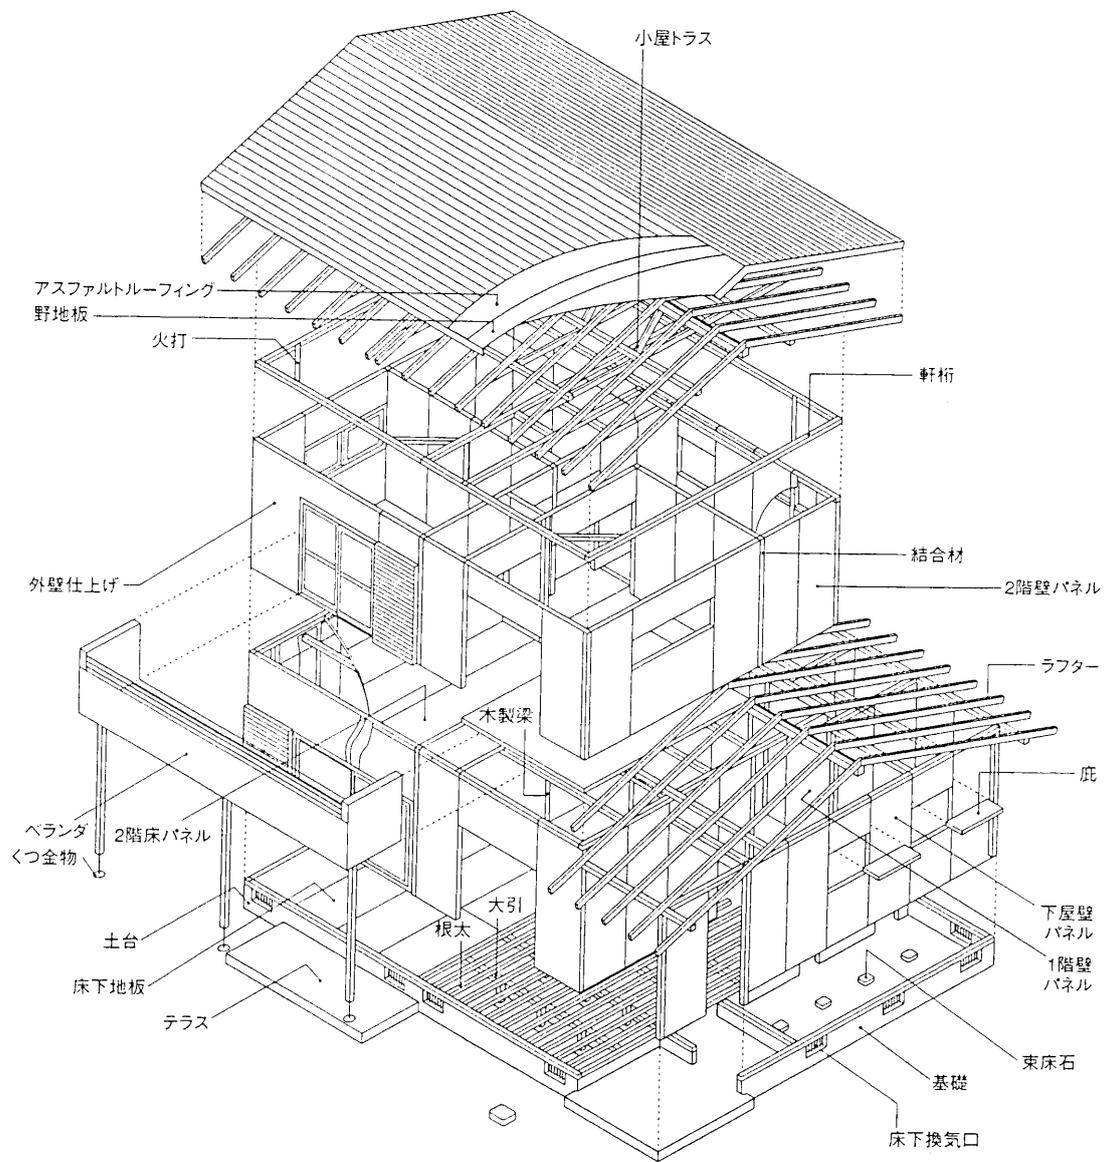 小屋トラス
アスファルトルーフィング
野地板
火打
軒桁
結合材
外壁仕上げ
2階壁パネル
ラフター
木製梁
庇
ベランダ
2階床パネル
くつ金物
大引
下屋壁
パネル
根太
土台
1階壁
パネル
床下地板
テラス
束床石
基礎
床下換気口